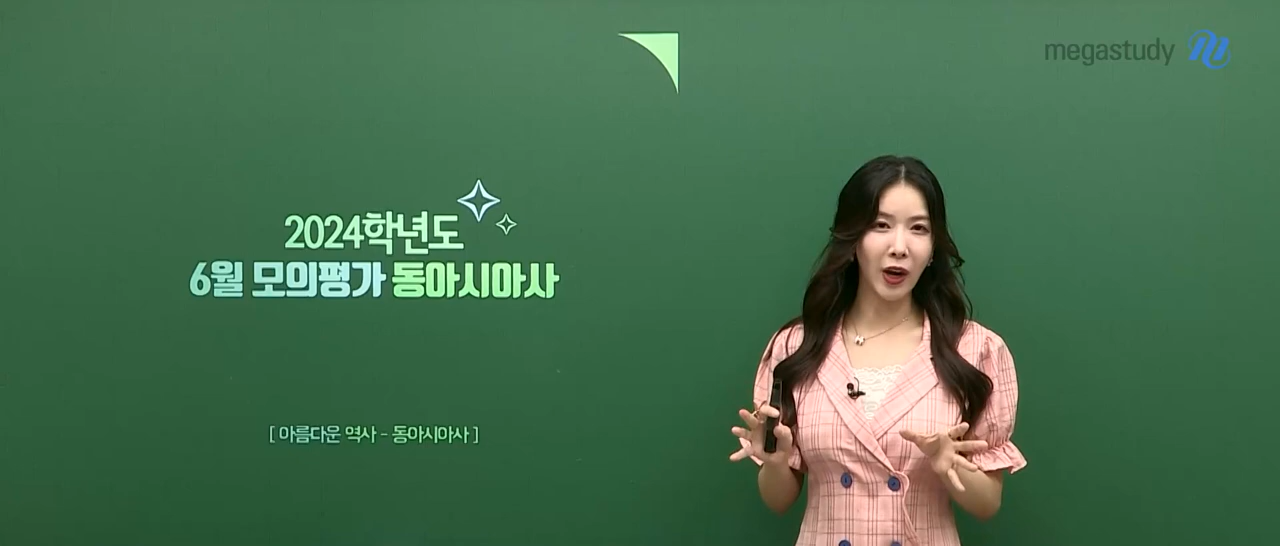 megastudy
2024학년도
6월 모의평가 동아시아사
[ 아름다운 역사 - 동아시아사 ]